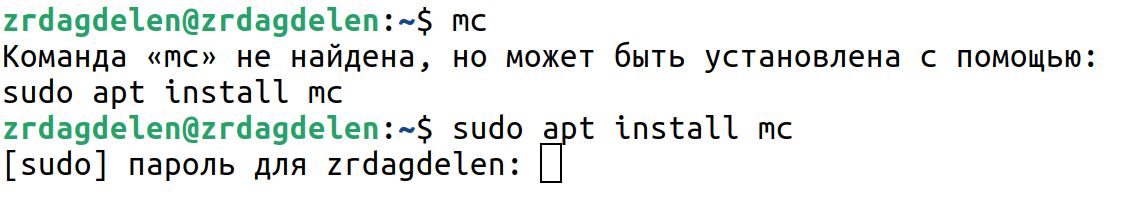 zrdagdelen@zrdagdelen:~$ mc
Команда «mc» не найдена, но может быть установлена с помощью:
sudo apt install mc
zrdagdelen@zrdagdelen:~$ sudo apt install mc
[sudo] пароль для zrdagdelen: